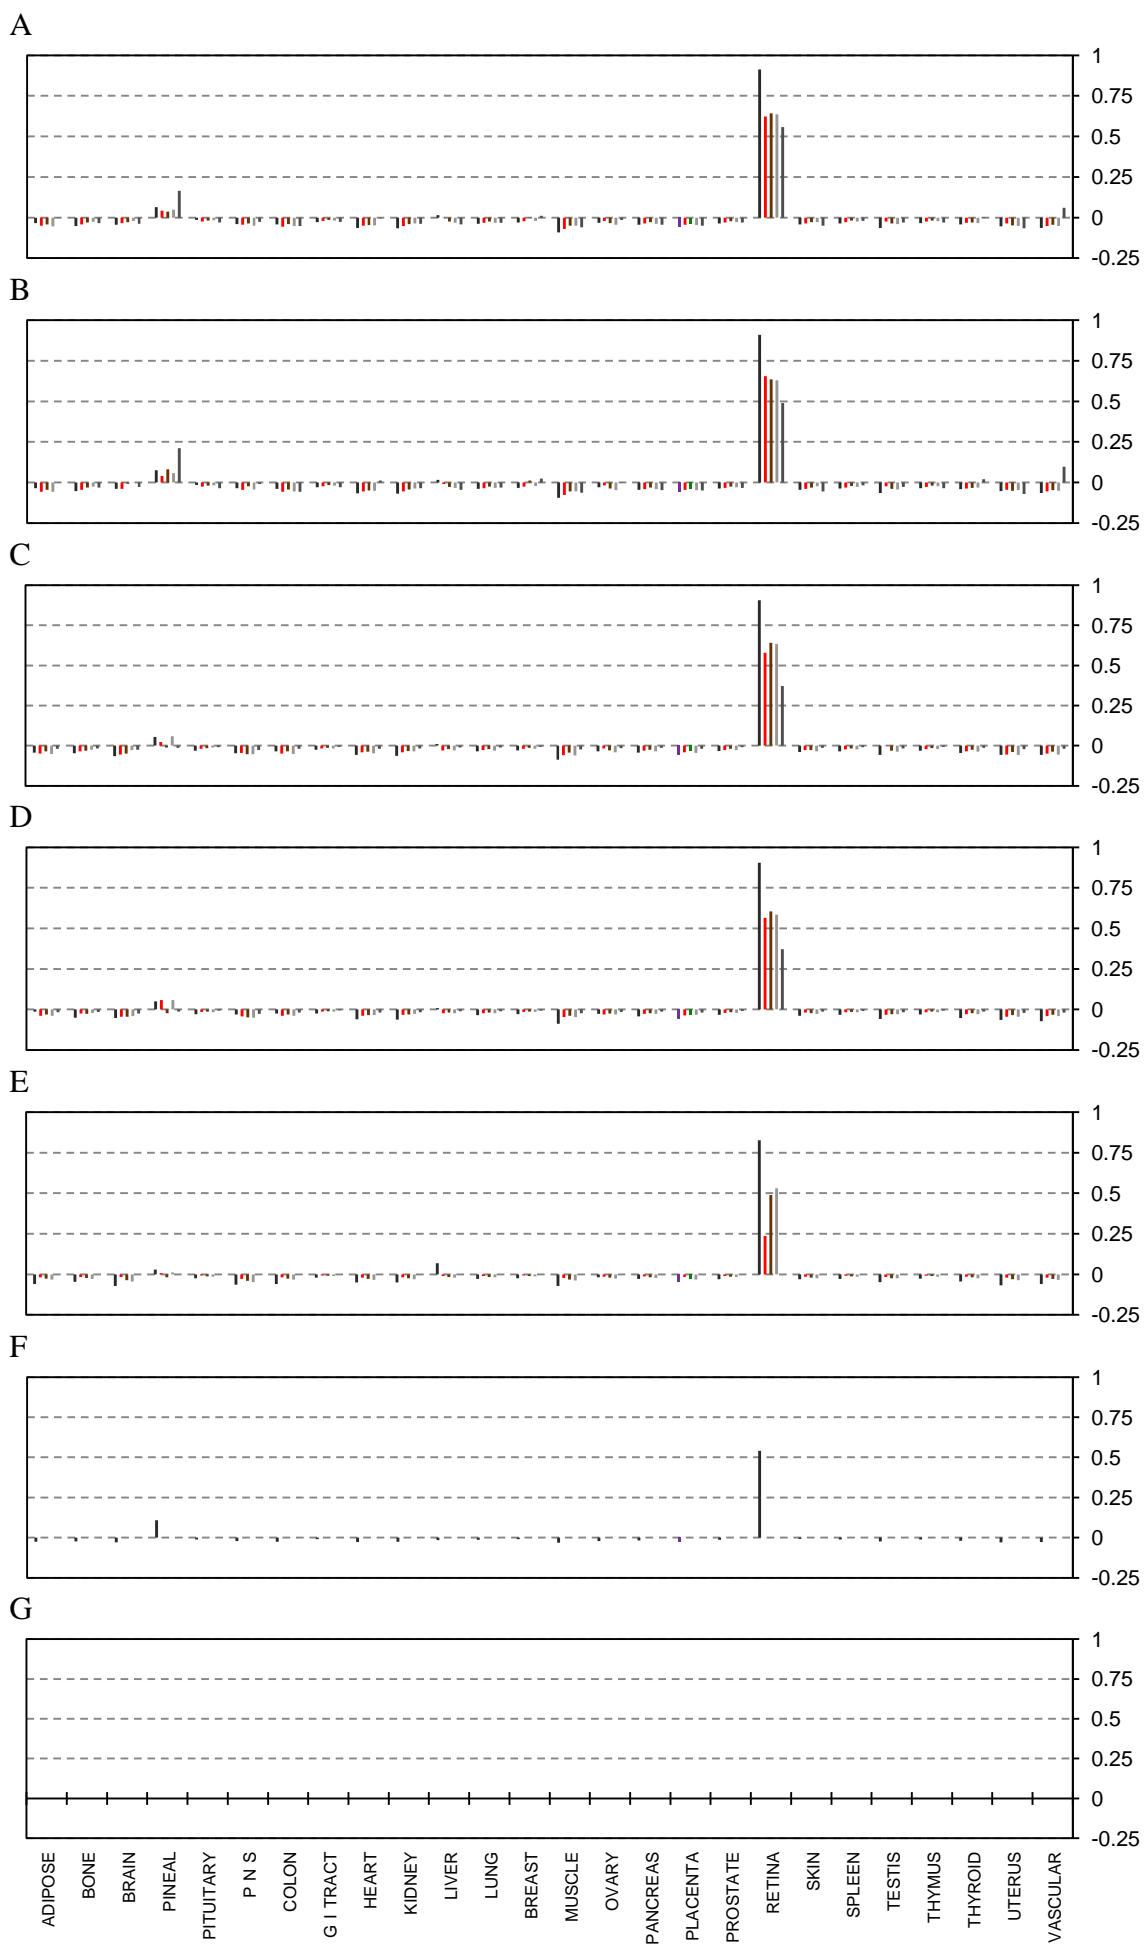 A
1
0.75
0.5
0.25
0
-0.25
B
1
0.75
0.5
0.25
0
-0.25
C
1
0.75
0.5
0.25
0
-0.25
D
1
0.75
0.5
0.25
0
-0.25
E
1
0.75
0.5
0.25
0
-0.25
F
1
0.75
0.5
0.25
0
-0.25
G
1
0.75
0.5
0.25
0
-0.25
ADIPOSE
BONE
BRAIN
PINEAL
PITUITARY
P N S
COLON
G I TRACT
HEART
KIDNEY
LIVER
LUNG
BREAST
MUSCLE
OVARY
PANCREAS
PLACENTA
PROSTATE
RETINA
SKIN
SPLEEN
TESTIS
THYMUS
THYROID
UTERUS
VASCULAR